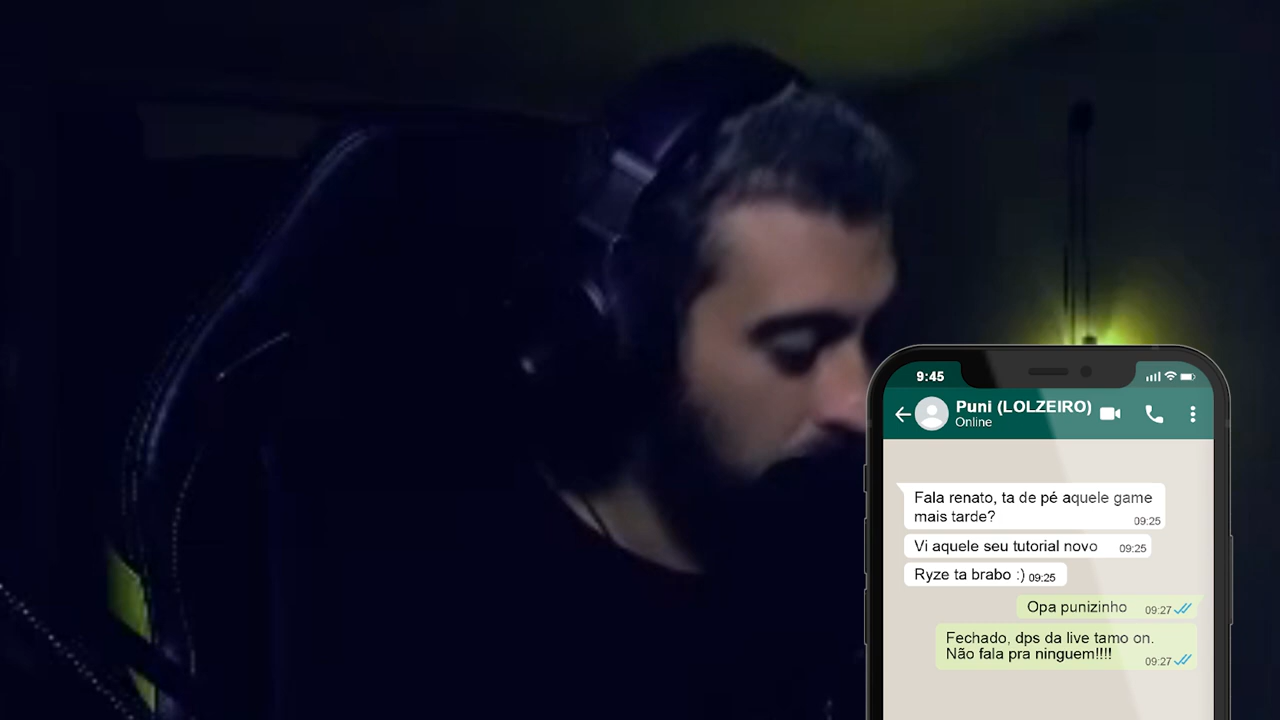 9:45
Puni (LOLZEIRO)
Online
Fala renato, ta de pé aquele game
mais tarde?
09:25
Vi aquele seu tutorial novo 09:25
Ryze ta brabo :) 09:25
Opa punizinho 09:27
Fechado, dps da live tamo on.
Não fala pra ninguem!!!!
09:27